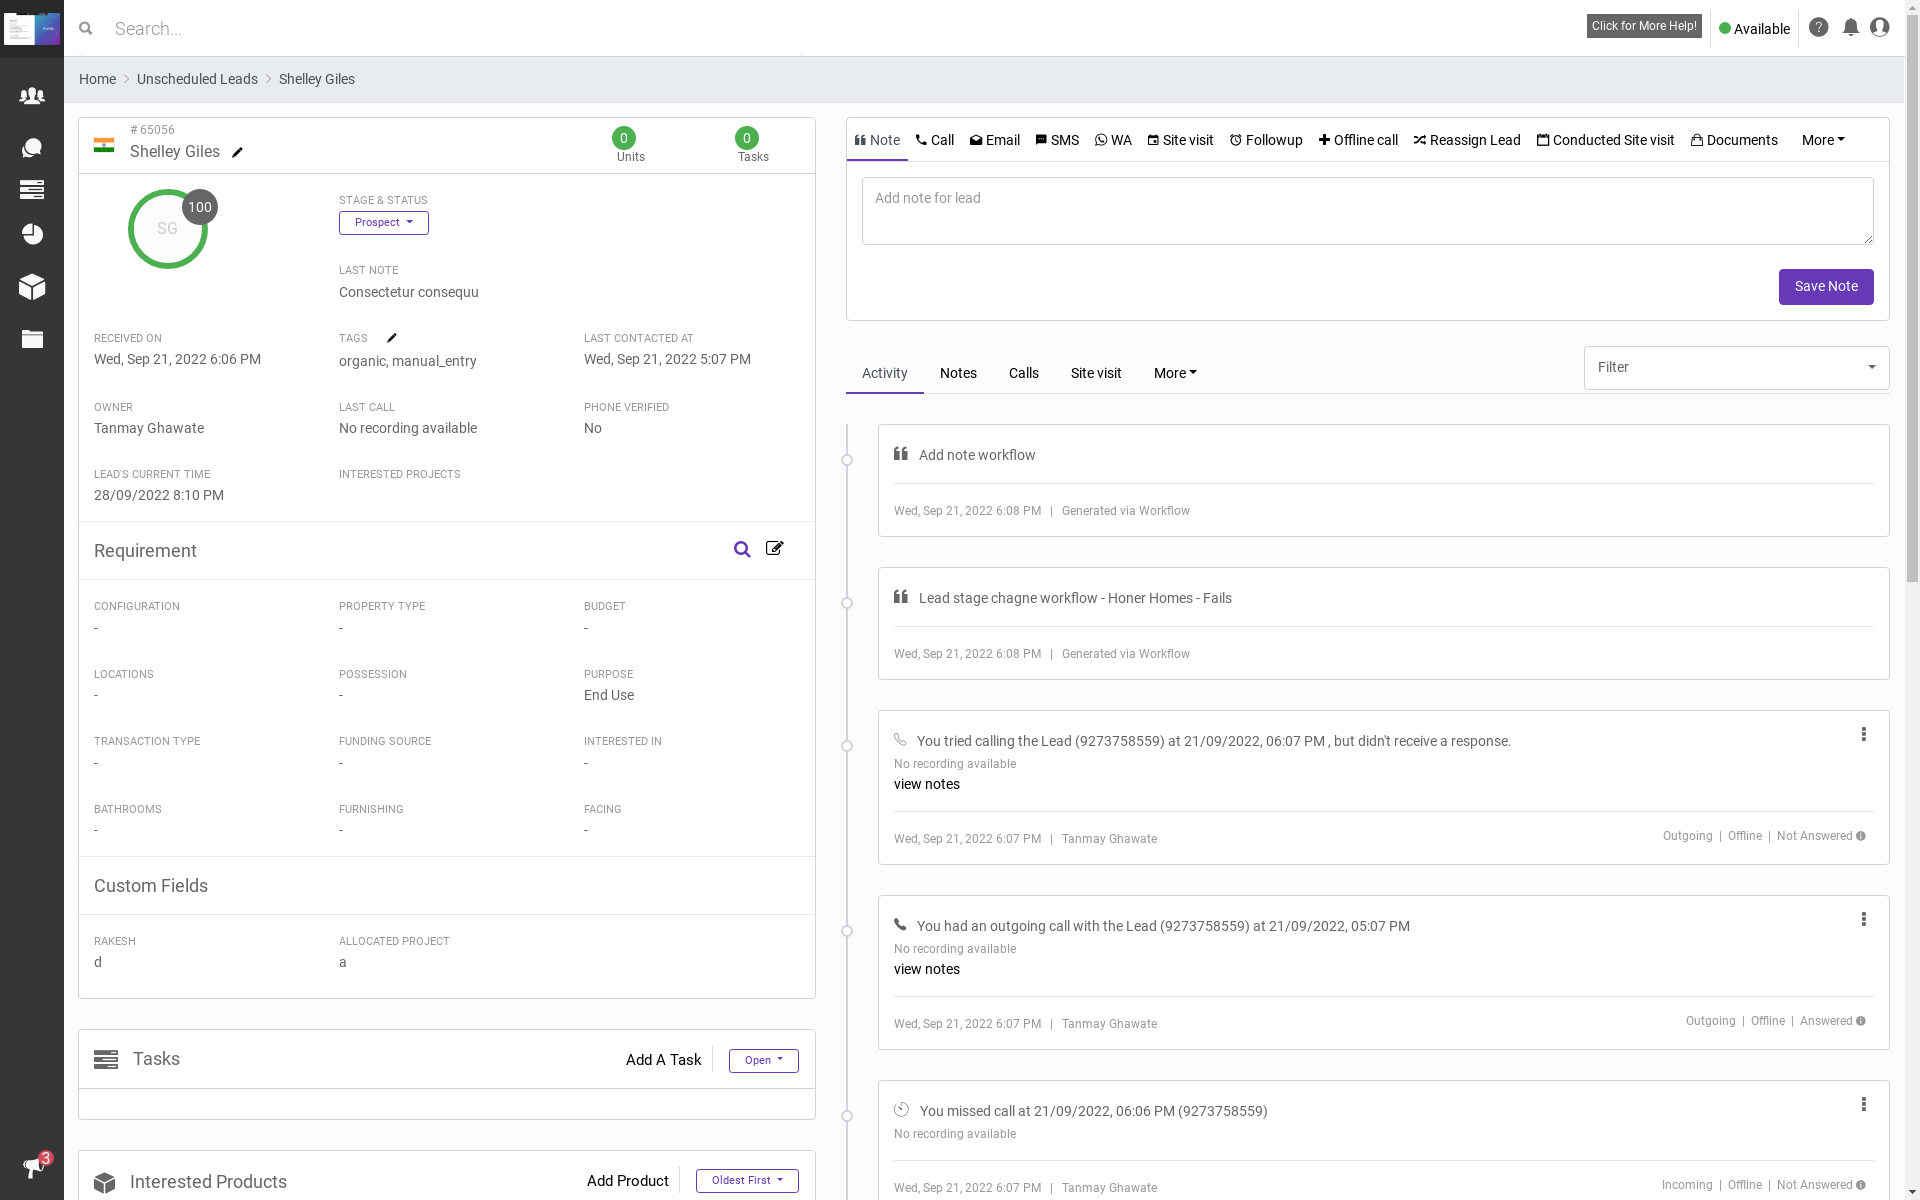 Search...
Click for More Help!
Available
Home
Unscheduled Leads
Shelley Giles
# 65056
Shelley Giles
0
Units
0
Tasks
SG
100
STAGE & STATUS
Prospect
LAST NOTE
Consectetur consequu
RECEIVED ON
Wed, Sep 21, 2022 6:06 PM
TAGS
organic, manual_entry
LAST CONTACTED AT
Wed, Sep 21, 2022 5:07 PM
OWNER
Tanmay Ghawate
LAST CALL
No recording available
PHONE VERIFIED
No
LEAD'S CURRENT TIME
28/09/2022 8:10 PM
INTERESTED PROJECTS
Requirement
CONFIGURATION
-
PROPERTY TYPE
-
BUDGET
-
LOCATIONS
-
POSSESSION
-
PURPOSE
End Use
TRANSACTION TYPE
-
FUNDING SOURCE
-
INTERESTED IN
-
BATHROOMS
-
FURNISHING
-
FACING
-
Custom Fields
RAKESH
d
ALLOCATED PROJECT
a
Tasks
Add A Task
Open
Interested Products
Add Product
Oldest First
3
Note
Call
Email
SMS
WA
Site visit
Followup
Offline call
Reassign Lead
Conducted Site visit
Documents
More
Add note for lead
Save Note
Activity
Notes
Calls
Site visit
More
Filter
Add note workflow
Wed, Sep 21, 2022 6:08 PM | Generated via Workflow
Lead stage chagne workflow - Honer Homes - Fails
Wed, Sep 21, 2022 6:08 PM | Generated via Workflow
You tried calling the Lead (9273758559) at 21/09/2022, 06:07 PM , but didn't receive a response.
No recording available
view notes
Wed, Sep 21, 2022 6:07 PM | Tanmay Ghawate
Outgoing | Offline | Not Answered
You had an outgoing call with the Lead (9273758559) at 21/09/2022, 05:07 PM
No recording available
view notes
Wed, Sep 21, 2022 6:07 PM | Tanmay Ghawate
Outgoing | Offline | Answered
You missed call at 21/09/2022, 06:06 PM (9273758559)
No recording available
Wed, Sep 21, 2022 6:07 PM | Tanmay Ghawate
Incoming | Offline | Not Answered